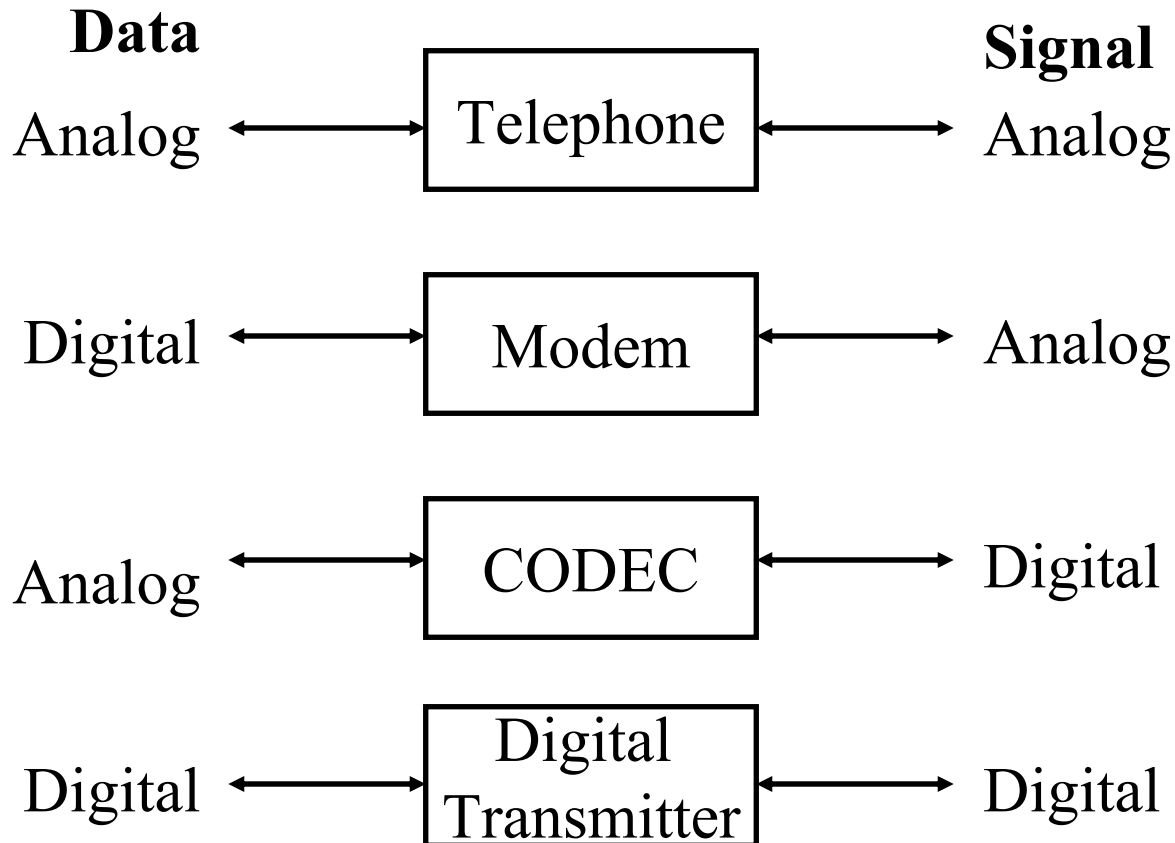 Data
Signal
Analog
Telephone
Analog
Digital
Modem
Analog
Analog
CODEC
Digital
Digital
Digital
Transmitter
Digital